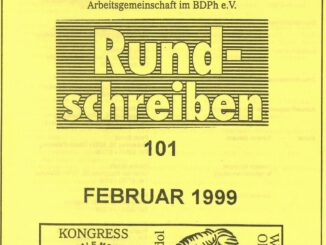 Arbeitsgemeinschaft im BDPh e.V.
Rund-
schreiben
101
FEBRUAR 1999
KONGRESS